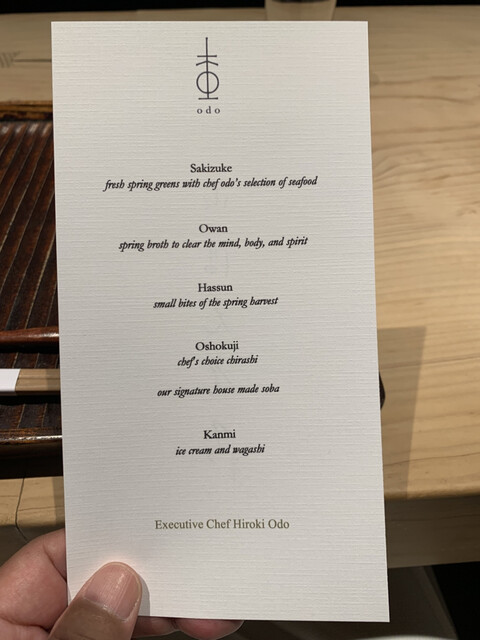 odo
Sakizuke
fresh spring greens with chef odo's selection of seafood
Owan
spring broth to clear the mind, body, and spirit
Hassun
small bites of the spring harvest
Oshokuji
chef's choice chirashi
our signature house made soba
Kanmi
ice cream and wagashi
Executive Chef Hiroki Odo